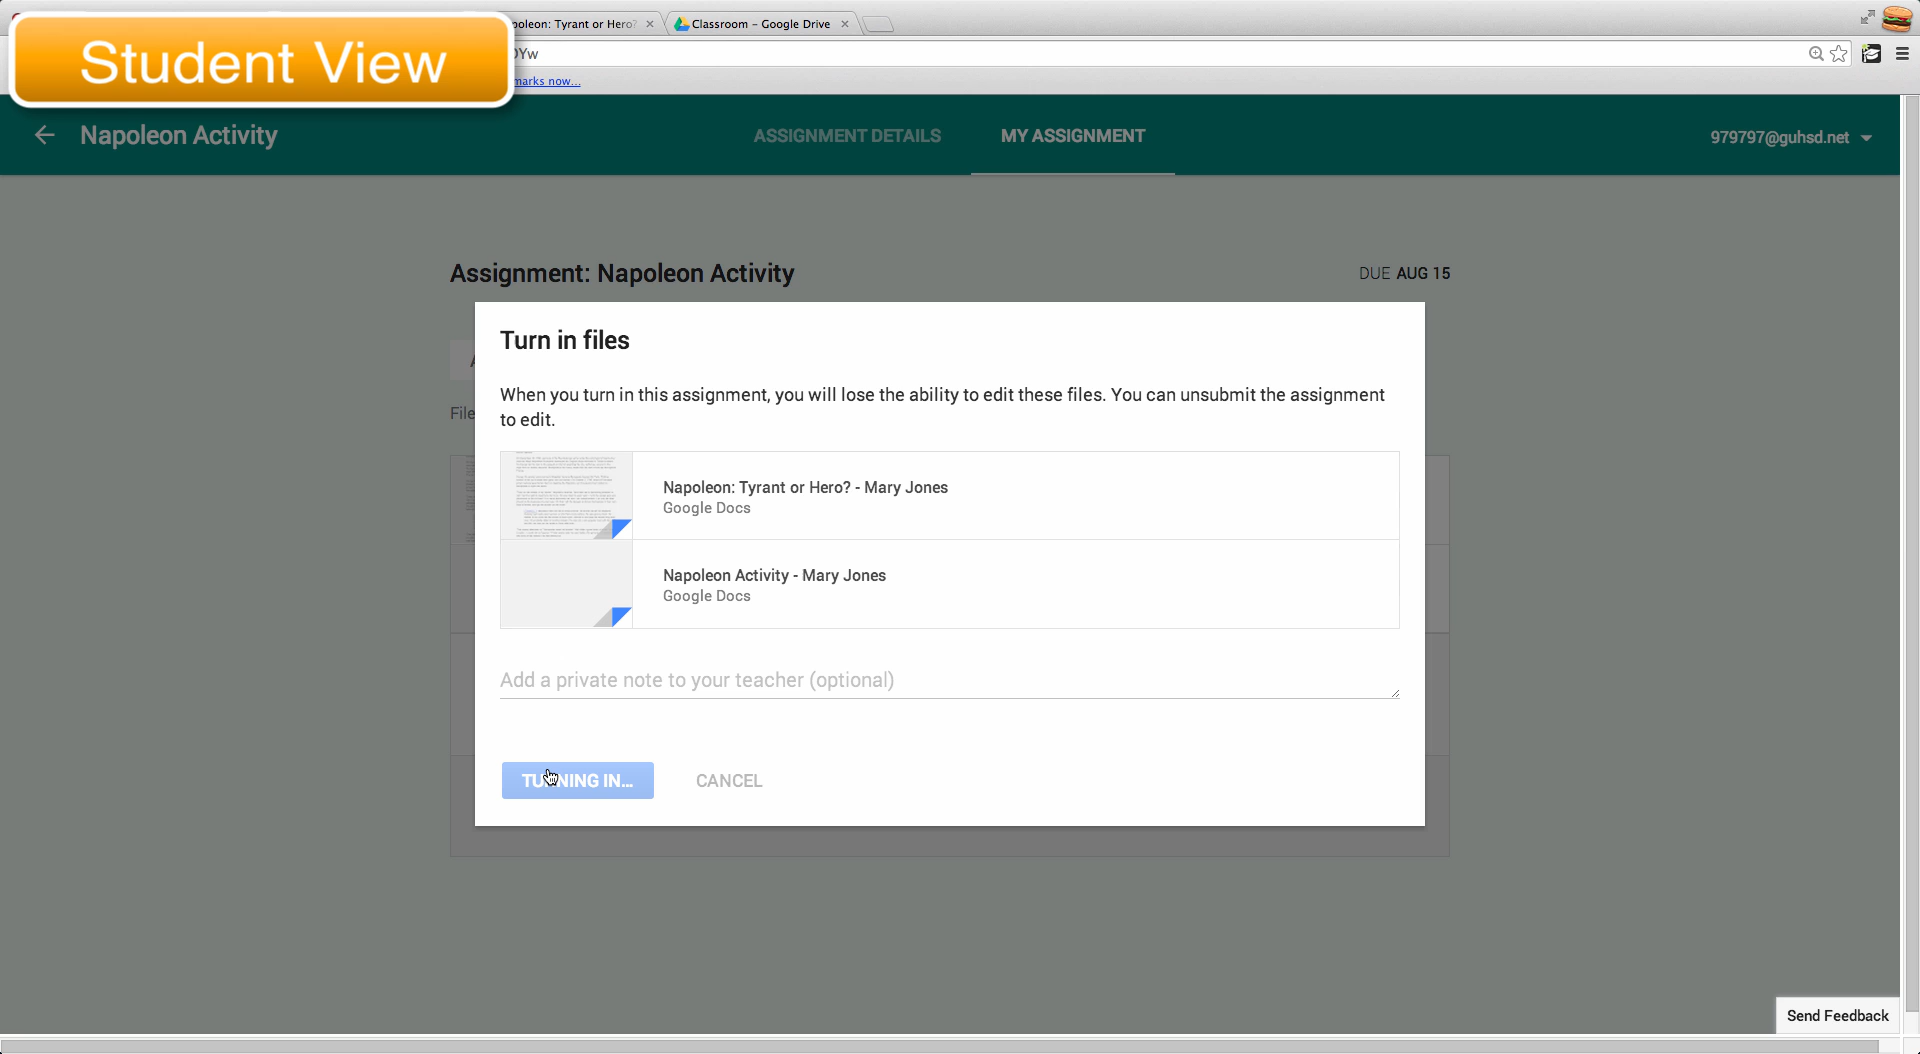 Student View
poleon: Tyrant or Hero?
Classroom – Google Drive
Yw
marks now...
Napoleon Activity
ASSIGNMENT DETAILS
MY ASSIGNMENT
979797@guhsd.net
Assignment: Napoleon Activity
DUE AUG 15
Turn in files
When you turn in this assignment, you will lose the ability to edit these files. You can unsubmit the assignment
to edit.
File
Napoleon: Tyrant or Hero? - Mary Jones
Google Docs
Napoleon Activity - Mary Jones
Google Docs
Add a private note to your teacher (optional)
TURNING IN...
CANCEL
Send Feedback